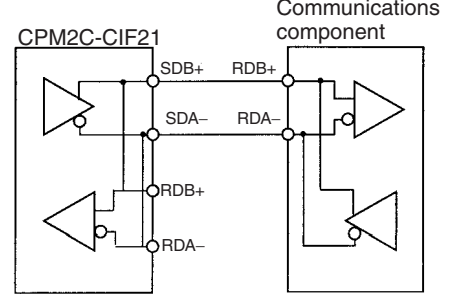 Communications
component
CPM2C-CIF21
SDB+ RDB+
SDA− RDA−
RDB+
RDA−